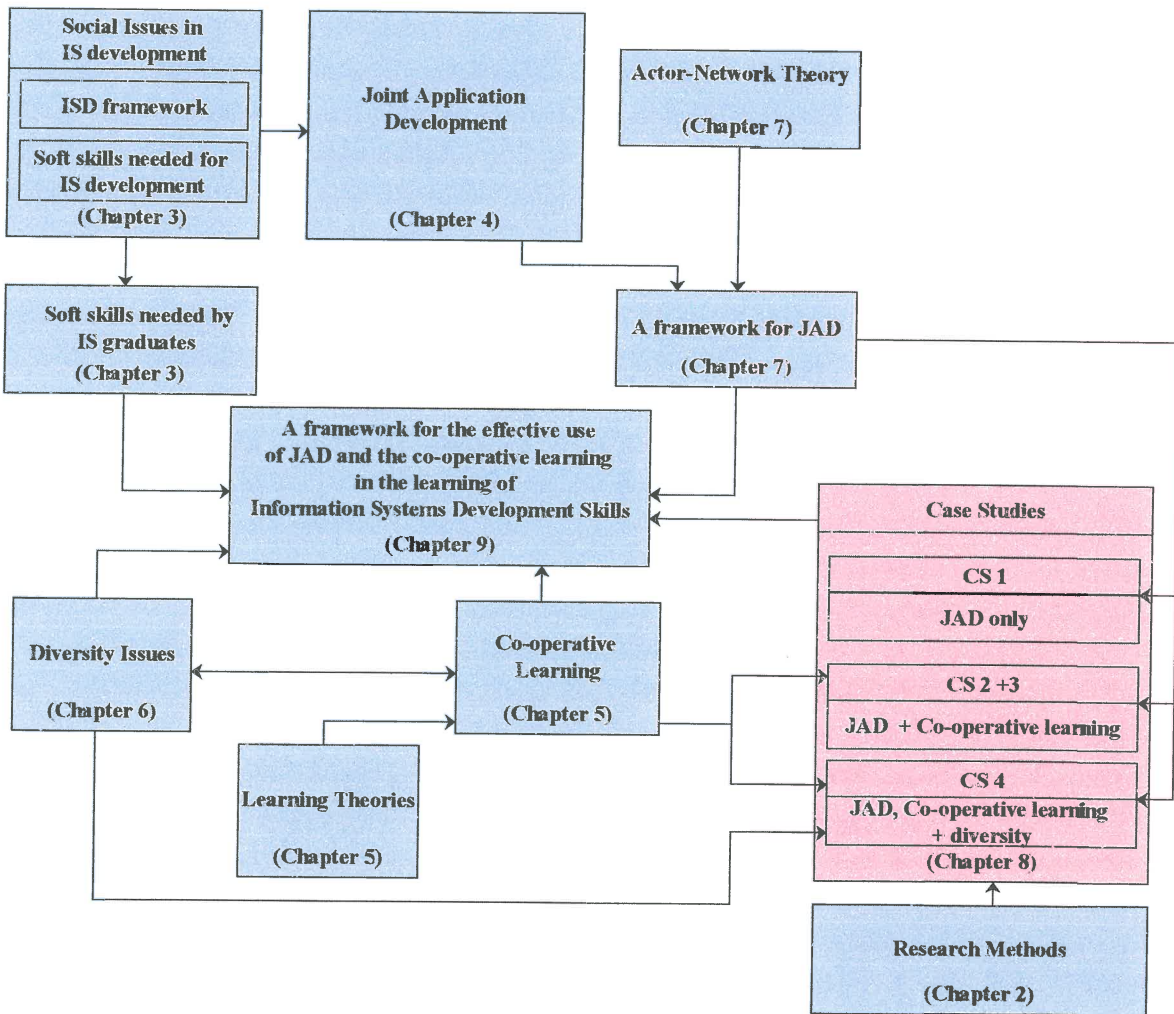 Social Issues in
IS development
ISD framework
Soft skills needed for
IS development
(Chapter 3)
Joint Application
Development
(Chapter 4)
Actor-Network Theory
(Chapter 7)
Soft skills needed by
IS graduates
(Chapter 3)
A framework for JAD
(Chapter 7)
A framework for the effective use
of JAD and the co-operative learning
in the learning of
Information Systems Development Skills
(Chapter 9)
Case Studies
CS 1
JAD only
CS 2 +3
JAD + Co-operative learning
CS 4
JAD, Co-operative learning
+ diversity
(Chapter 8)
Diversity Issues
(Chapter 6)
Co-operative
Learning
(Chapter 5)
Learning Theories
(Chapter 5)
Research Methods
(Chapter 2)